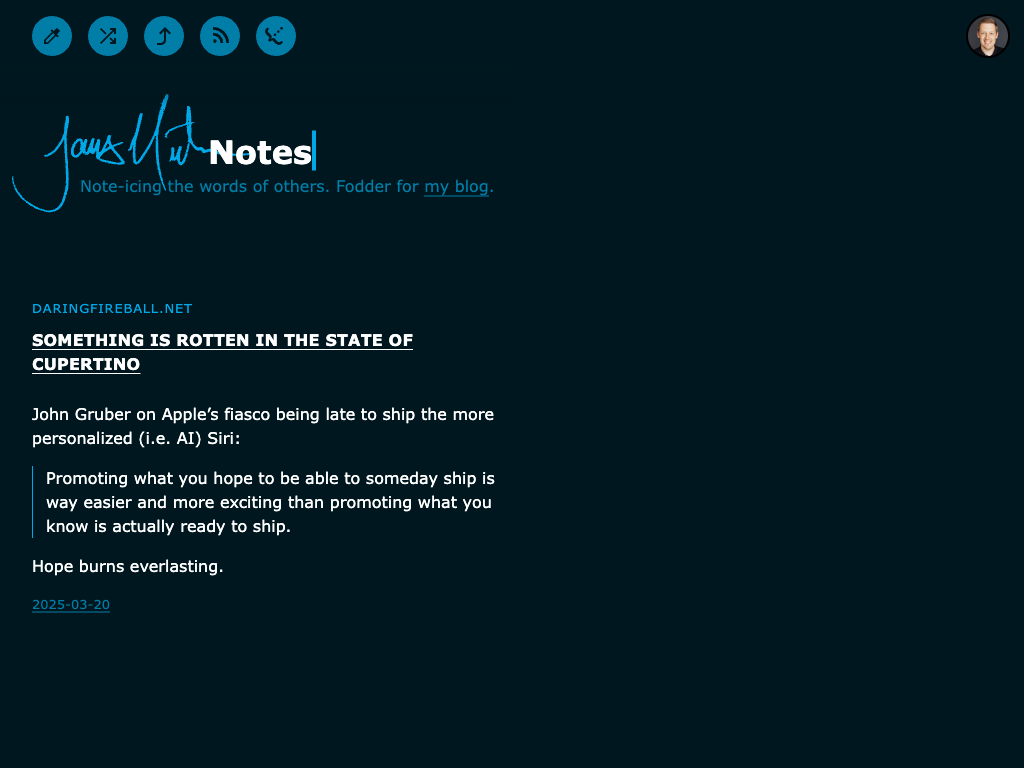 Notes
Note-icing the words of others. Fodder for my blog.
DARINGFIREBALL.NET
SOMETHING IS ROTTEN IN THE STATE OF
CUPERTINO
John Gruber on Apple’s fiasco being late to ship the more
personalized (i.e. AI) Siri:
Promoting what you hope to be able to someday ship is
way easier and more exciting than promoting what you
know is actually ready to ship.
Hope burns everlasting.
2025-03-20